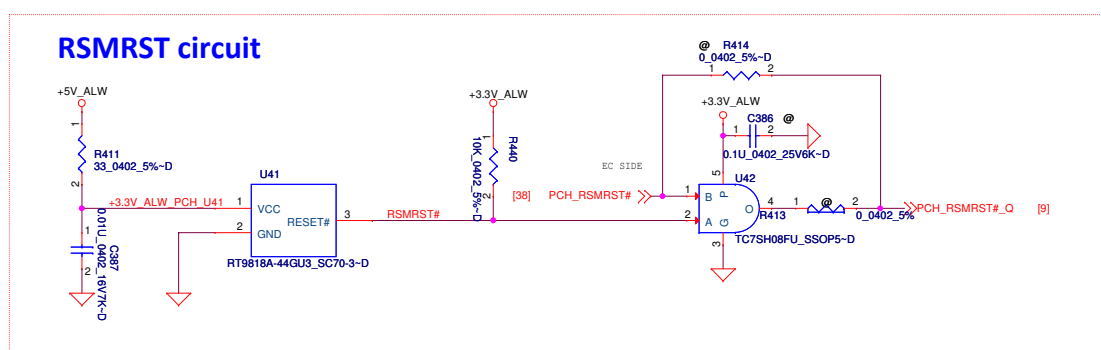 RSMRST circuit
@
R414
0_0402_5%~D
1
2
+5V_ALW
+3.3V_ALW
+3.3V_ALW
C386 @
1
2
0.1U_0402_25V6K~D
1
R411
33_0402_5%~D
2
1
R440
10K_0402_5%~D
2
EC SIDE
U41
U42
5
+3.3V_ALW_PCH_U41
1
VCC
RESET#
3
RSMRST#
2
GND
[38]
PCH_RSMRST#
1
B
P
O
4
R413
1
@
2
0_0402_5%
PCH_RSMRST#_Q
[9]
2
A
G
3
TC7SH08FU_SSOP5~D
1
C387
0.01U_0402_16V7K~D
2
RT9818A-44GU3_SC70-3~D